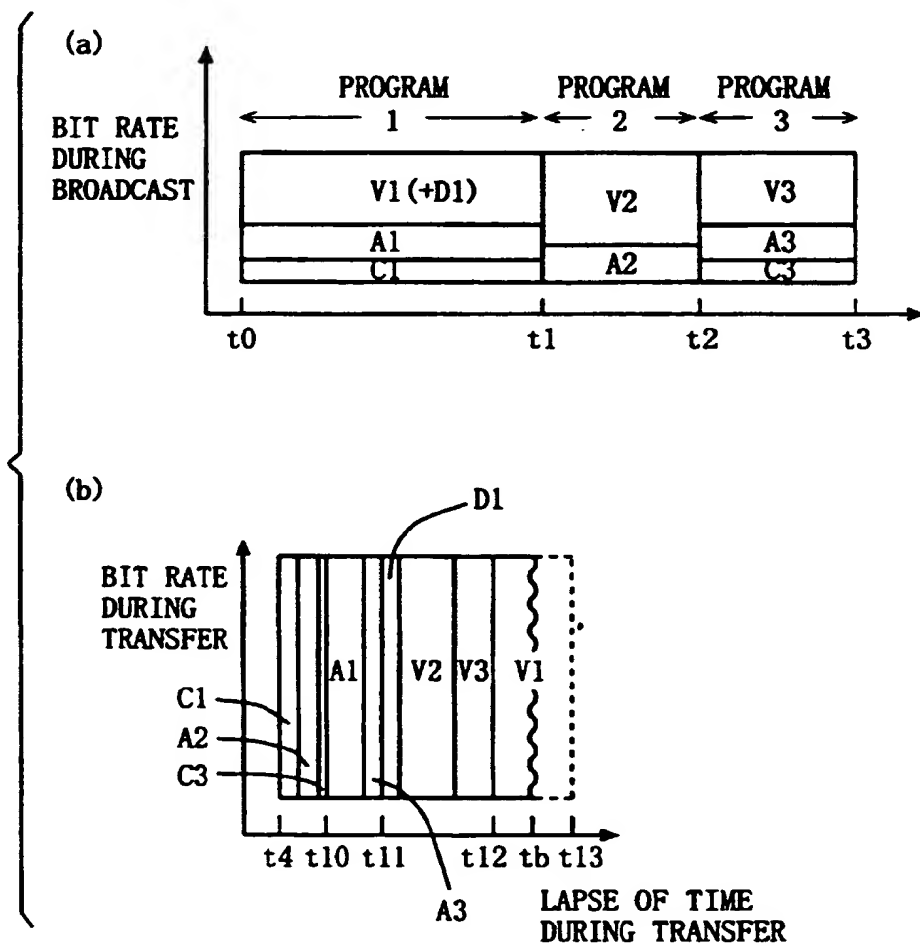 (a)
PROGRAM PROGRAM PROGRAM
1 2 3
BIT RATE
DURING
BROADCAST
V1(+D1) V2 V3
A1 A2 A3
C1 C3
t0 t1 t2 t3
(b)
D1
BIT RATE
DURING
TRANSFER
A1 V2 V3 V1
C1
A2
C3
t4 t10 t11 t12 tb t13
A3
LAPSE OF TIME
DURING TRANSFER